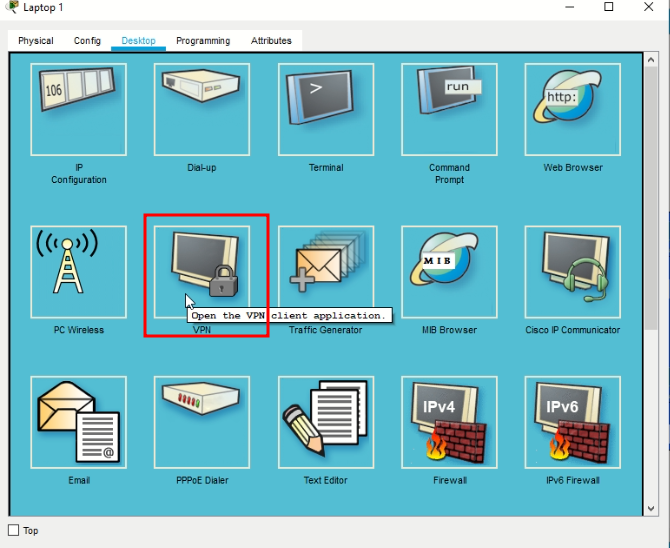 Laptop 1
Physical Config Desktop Programming Attributes
106
>
run
http:
IP
Configuration
Dial-up
Terminal
Command
Prompt
Web Browser
MIB
Open the VPN client application.
PC Wireless
VPN
Traffic Generator
MIB Browser
Cisco IP Communicator
@
IPv4
IPv6
Email
PPPoE Dialer
Text Editor
Firewall
IPv6 Firewall
Top